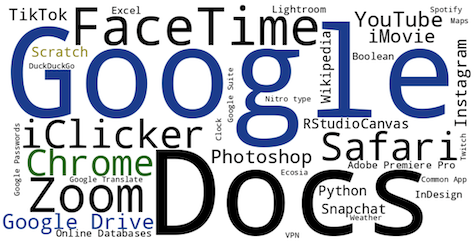 TikTok
Excel
Lightroom
Spotify
Maps
FaceTime
YouTube
iMovie
Scratch
DuckDuckGo
Google
Wikipedia
Boolean
Instagram
Nitro type
Google Suite
Clock
iClicker
RStudio
Canvas
Safari
Twitch
Google Passwords
Chrome
Photoshop
Adobe Premiere Pro
Google Translate
Ecosia
Common App
Zoom
Docs
Python
InDesign
Snapchat
Google Drive
Weather
Online Databases
VPN